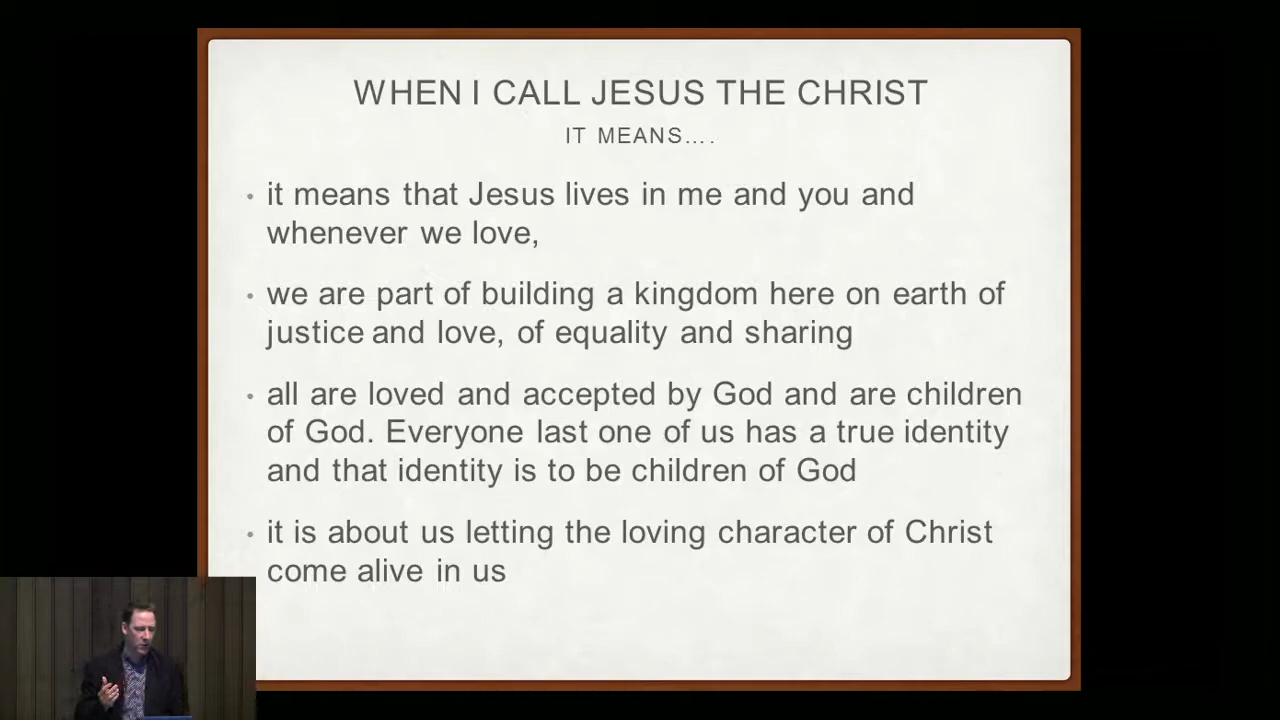 WHEN I CALL JESUS THE CHRIST
IT MEANS....
• it means that Jesus lives in me and you and
whenever we love,
• we are part of building a kingdom here on earth of
justice and love, of equality and sharing
• all are loved and accepted by God and are children
of God. Everyone last one of us has a true identity
and that identity is to be children of God
• it is about us letting the loving character of Christ
come alive in us